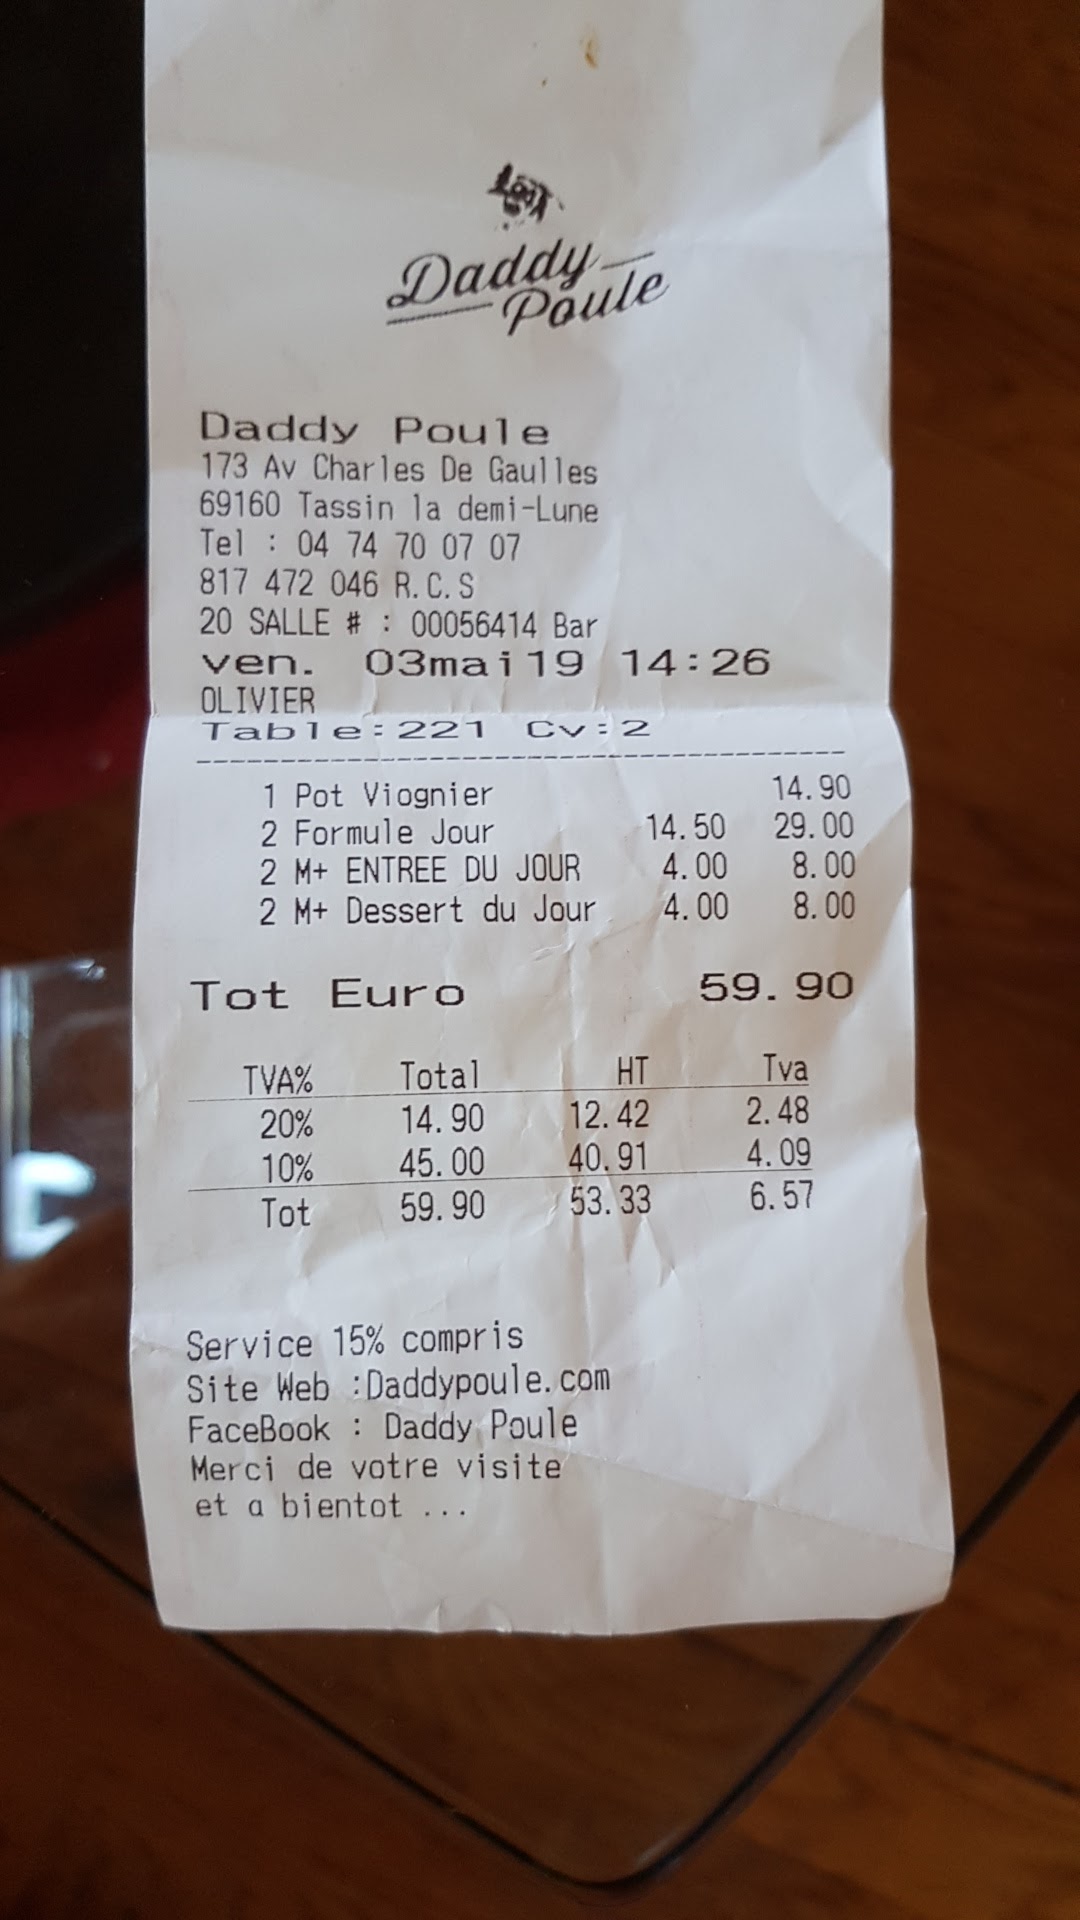 Daddy
Poule
Daddy Poule
173 Av Charles De Gaulles
69160 Tassin la demi-Lune
Tel : 04 74 70 07 07
817 472 046 R.C.S
20 SALLE # : 00056414 Bar
ven. 03mai19 14:26
OLIVIER
Table:221 Cv:2
1 Pot Viognier 14.90
2 Formule Jour 14.50 29.00
2 M+ ENTREE DU JOUR 4.00 8.00
2 M+ Dessert du Jour 4.00 8.00
Tot Euro 59.90
TVA% Total HT Tva
20% 14.90 12.42 2.48
10% 45.00 40.91 4.09
Tot 59.90 53.33 6.57
Service 15% compris
Site Web :Daddypoule.com
FaceBook : Daddy Poule
Merci de votre visite
et a bientot ...